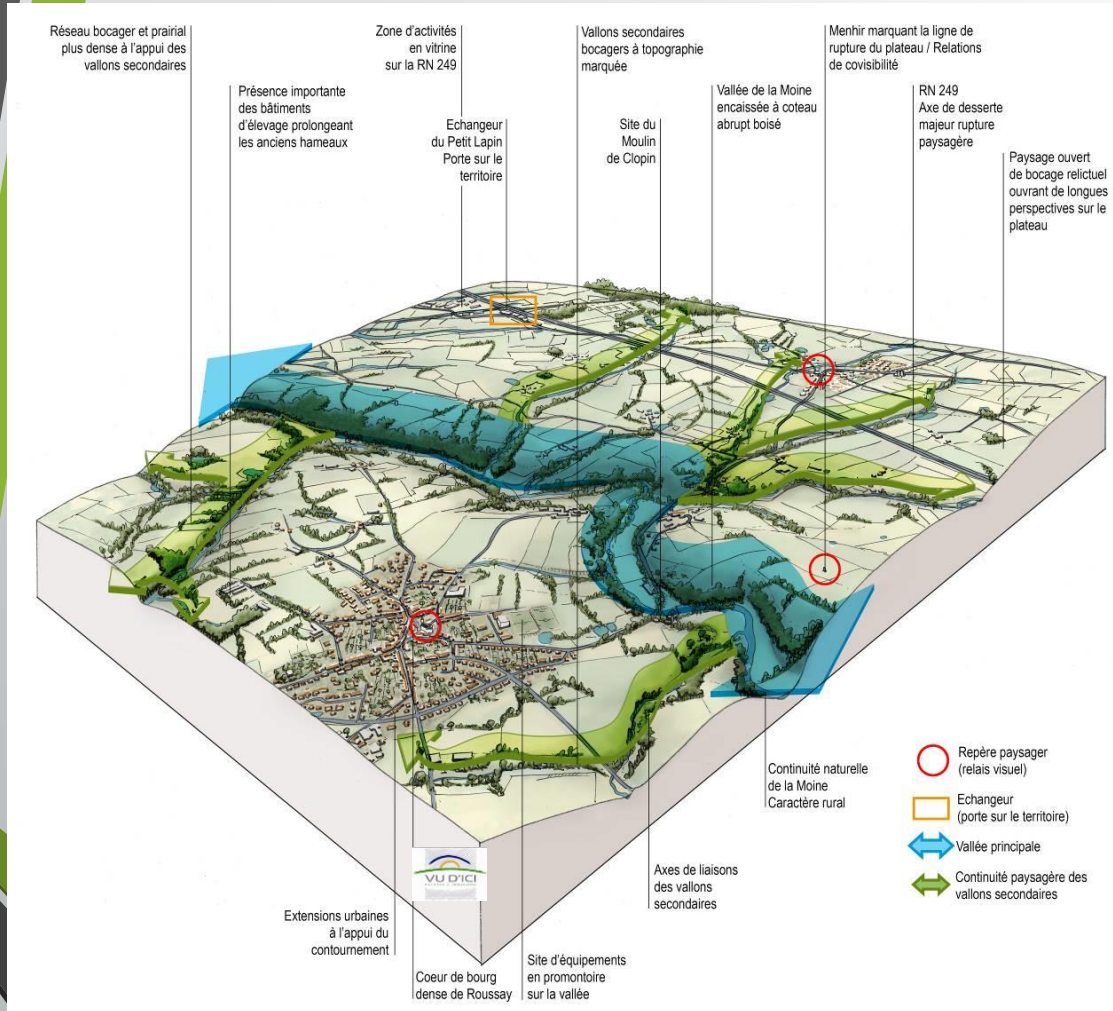 Réseau bocager et prairial
plus dense à l'appui des
vallons secondaires
Zone d'activités
en vitrine
sur la RN 249
Vallons secondaires
bocagers à topographie
marquée
Menhir marquant la ligne de
rupture du plateau / Relations
de covisibilité
Présence importante
des bâtiments
d'élevage prolongeant
les anciens hameaux
Echangeur
du Petit Lapin
Porte sur le
territoire
Site du
Moulin
de Clopin
Vallée de la Moine
encaissée à coteau
abrupt boisé
RN 249
Axe de desserte
majeur rupture
paysagère
Paysage ouvert
de bocage relictuel
ouvrant de longues
perspectives sur le
plateau
Continuité naturelle
de la Moine
Caractère rural
Repère paysager
(relais visuel)
Echangeur
(porte sur le territoire)
Vallée principale
Continuité paysagère des
vallons secondaires
VU D'ICI
Axes de liaisons
des vallons
secondaires
Extensions urbaines
à l'appui du
contournement
Coeur de bourg
dense de Roussay
Site d'équipements
en promontoire
sur la vallée